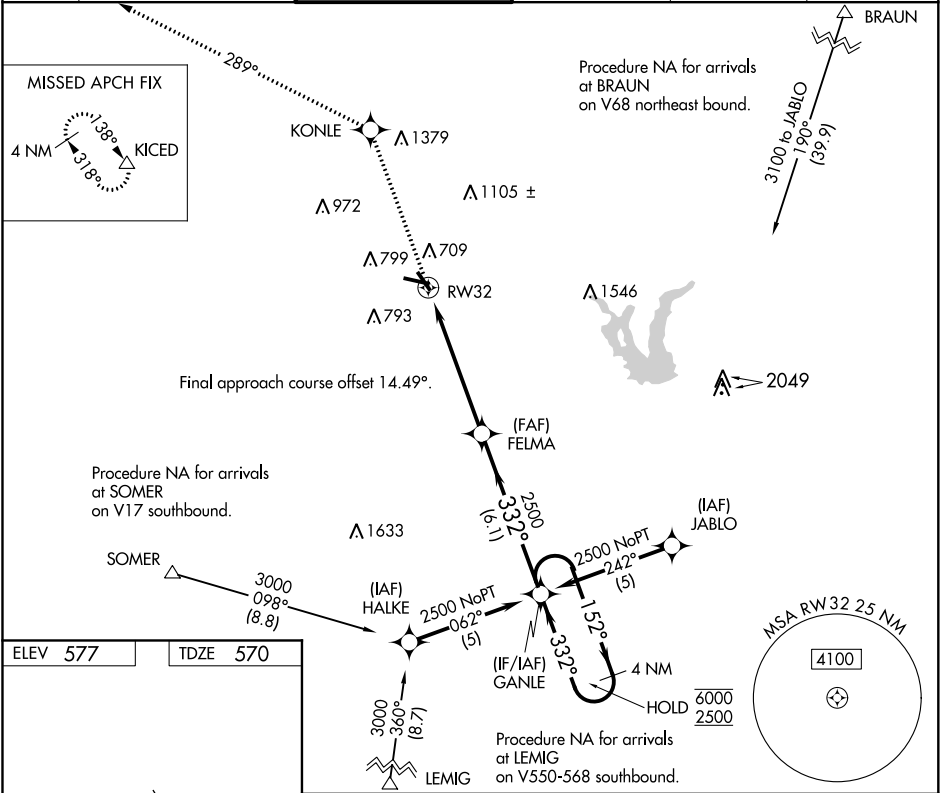 BRAUN
289°
Procedure NA for arrivals
at BRAUN
on V68 northeast bound.
MISSED APCH FIX
138°
4 NM
KICED
318°
3100 to JABLO
190°
(39.9)
KONLE
1379
1105 ±
972
709
799
RW32
1546
793
2049
Final approach course offset 14.49°.
(FAF)
FELMA
Procedure NA for arrivals
at SOMER
on V17 southbound.
2500
332°
(6.1)
(IAF)
JABLO
1633
2500 NoPT
242°
(5)
SOMER
3000
098°
(8.8)
(IAF)
HALKE
2500 NoPT
062°
(5)
152°
332°
(IF/IAF)
GANLE
4 NM
HOLD
6000
2500
MSA RW32 25 NM
4100
ELEV 577
TDZE 570
3000
360°
(8.7)
LEMIG
Procedure NA for arrivals
at LEMIG
on V550-568 southbound.